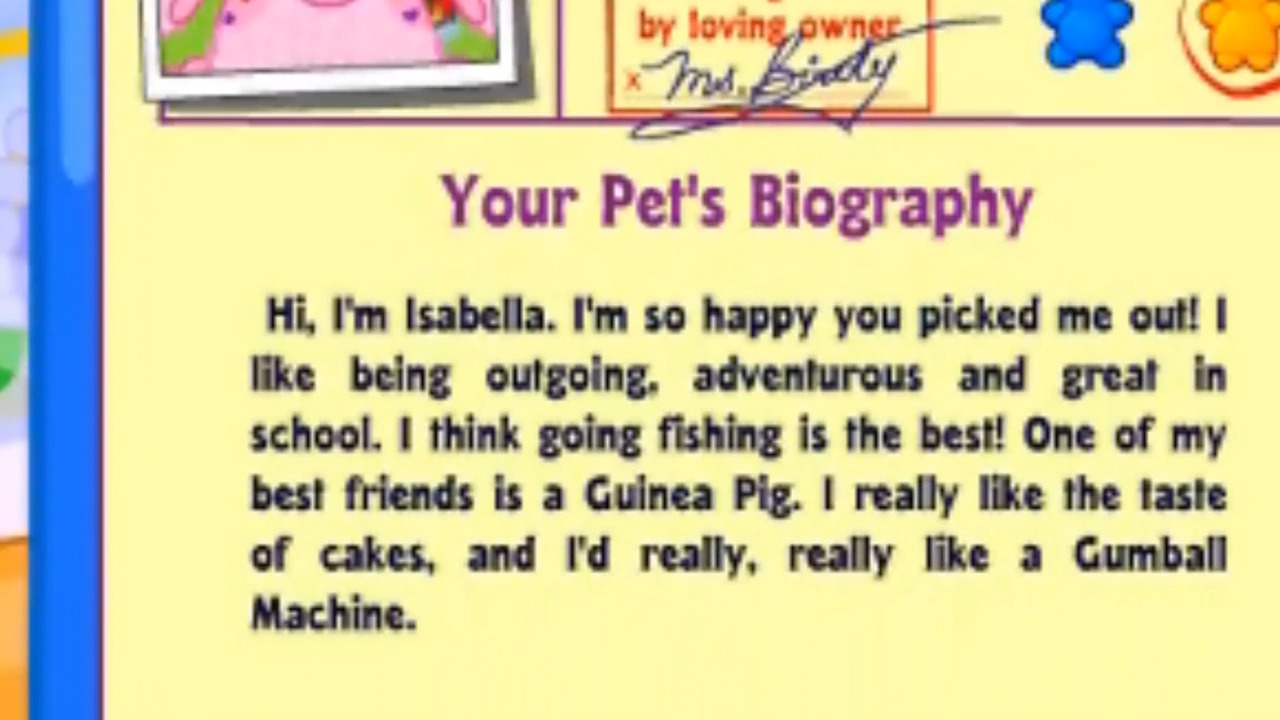 by loving owner
x Ms. Birdy
Your Pet's Biography
Hi, I'm Isabella. I'm so happy you picked me out! I
like being outgoing, adventurous and great in
school. I think going fishing is the best! One of my
best friends is a Guinea Pig. I really like the taste
of cakes, and I'd really, really like a Gumball
Machine.